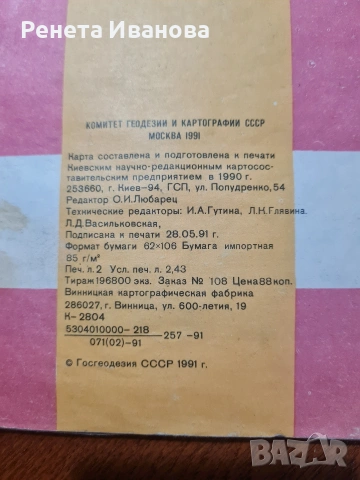 Ренета Иванова
КОМИТЕТ ГЕОДЕЗИИ И КАРТОГРАФИИ СССР
МОСКВА 1991
Карта составлена и подготовлена к печати
Киевским научно-редакционным картосос-
тавительским предприятием в 1990 г.
253660, г. Киев-94, ГСП, ул. Попудренко, 54
Редактор О.И.Любарец
Технические редакторы: И.А.Гутина, Л.К.Глявина,
Л.Д.Васильковская,
Подписана к печати 28.05.91 г.
Формат бумаги 62×106 Бумага импортная
85 г/м²
Печ. л. 2 Усл. печ. л. 2,43
Тираж 196800 экз. Заказ № 108 Цена 88 коп.
Винницкая картографическая фабрика
286027, г. Винница, ул. 600-летия, 19
К-2804
5304010000-218
257-91
071(02)-91
© Госгеодезия СССР 1991 г.
BAZAR